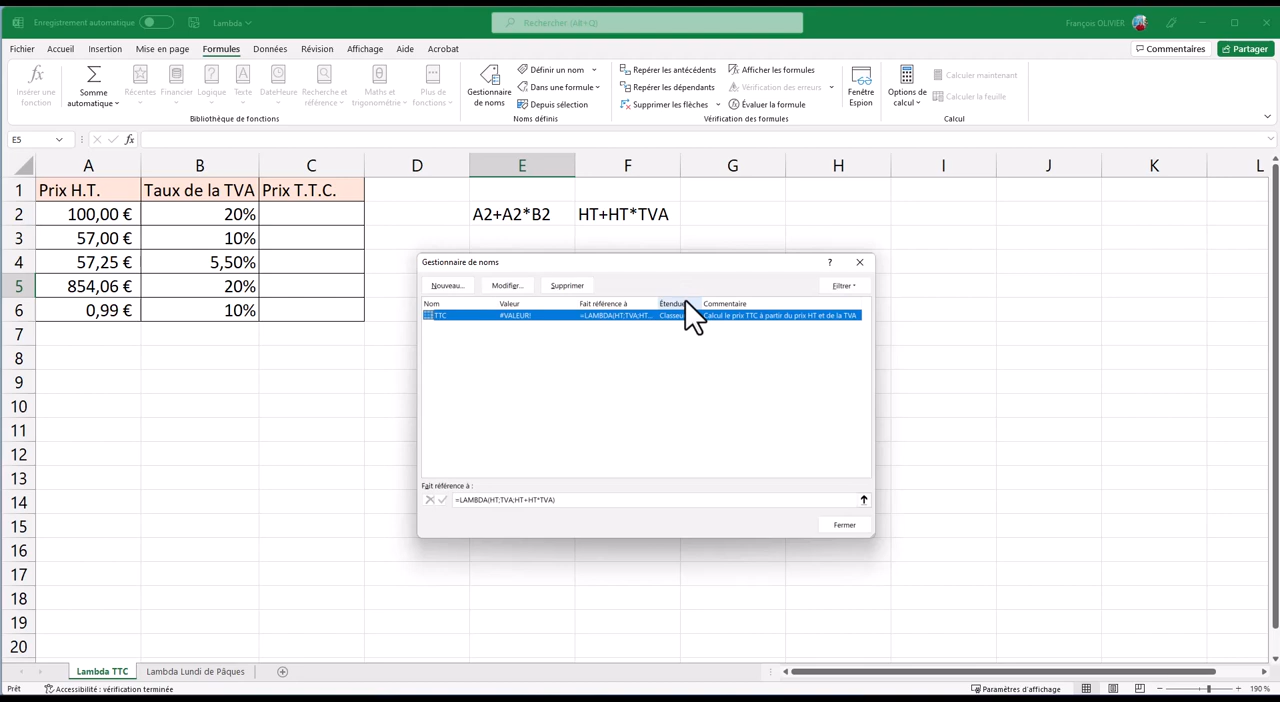 Enregistrement automatique
Lambda
Rechercher (Alt+Q)
François OLIVIER
Fichier Accueil Insertion Mise en page Formules Données Révision Affichage Aide Acrobat
Commentaires
Partager
Insérer une fonction
Somme automatique
Récentes
Financier
Logique
Texte
DateHeure
Recherche et référence
Maths et trigonométrie
Plus de fonctions
Bibliothèque de fonctions
Gestionnaire de noms
Définir un nom
Dans une formule
Depuis sélection
Noms définis
Repérer les antécédents
Repérer les dépendants
Supprimer les flèches
Afficher les formules
Vérification des erreurs
Évaluer la formule
Vérification des formules
Fenêtre Espion
Options de calcul
Calculer maintenant
Calculer la feuille
Calcul
E5
fx
A B C D E F G H I J K L
1 Prix H.T. Taux de la TVA Prix T.T.C.
2 100,00 € 20% A2+A2*B2 HT+HT*TVA
3 57,00 € 10%
4 57,25 € 5,50%
5 854,06 € 20%
6 0,99 € 10%
7
8
9
10
11
12
13
14
15
16
17
18
19
20
Gestionnaire de noms
?
Nouveau... Modifier... Supprimer Filtrer
Nom Valeur Fait référence à Étendue Commentaire
TTC #VALEUR! =LAMBDA(HT;TVA;HT... Classeur Calcul le prix TTC à partir du prix HT et de la TVA
Fait référence à :
=LAMBDA(HT;TVA;HT+HT*TVA)
Fermer
Lambda TTC Lambda Lundi de Pâques
Prêt Accessibilité : vérification terminée Paramètres d'affichage 190 %